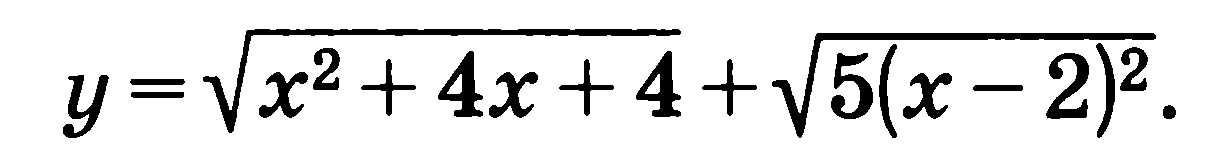 y = √(x² + 4x + 4) + √(5(x − 2)²).